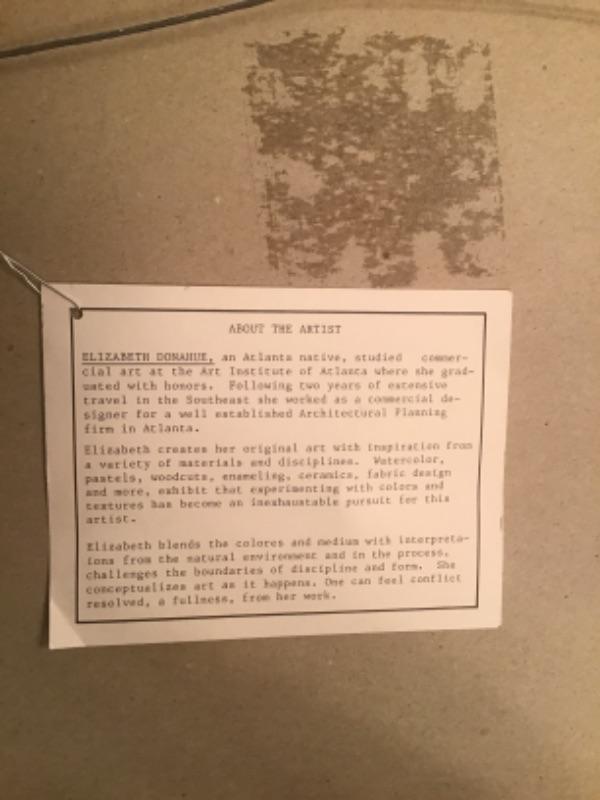 ABOUT THE ARTIST
ELIZABETH DONAHUE, an Atlanta native, studied commer-
cial art at the Art Institute of Atlanta where she grad-
uated with honors. Following two years of extensive
travel in the Southeast she worked as a commercial de-
signer for a well established Architectural Planning
firm in Atlanta.
Elizabeth creates her original art with inspiration from
a variety of materials and disciplines. Watercolor,
pastels, woodcuts, enameling, ceramics, fabric design
and more, exhibit that experimenting with colors and
textures has become an inexhaustable pursuit for this
artist.
Elizabeth blends the colores and medium with interpreta-
ions from the natural environment and in the process,
challenges the boundaries of discipline and form. She
conceptualizes art as it happens. One can feel conflict
resolved, a fullness, from her work.